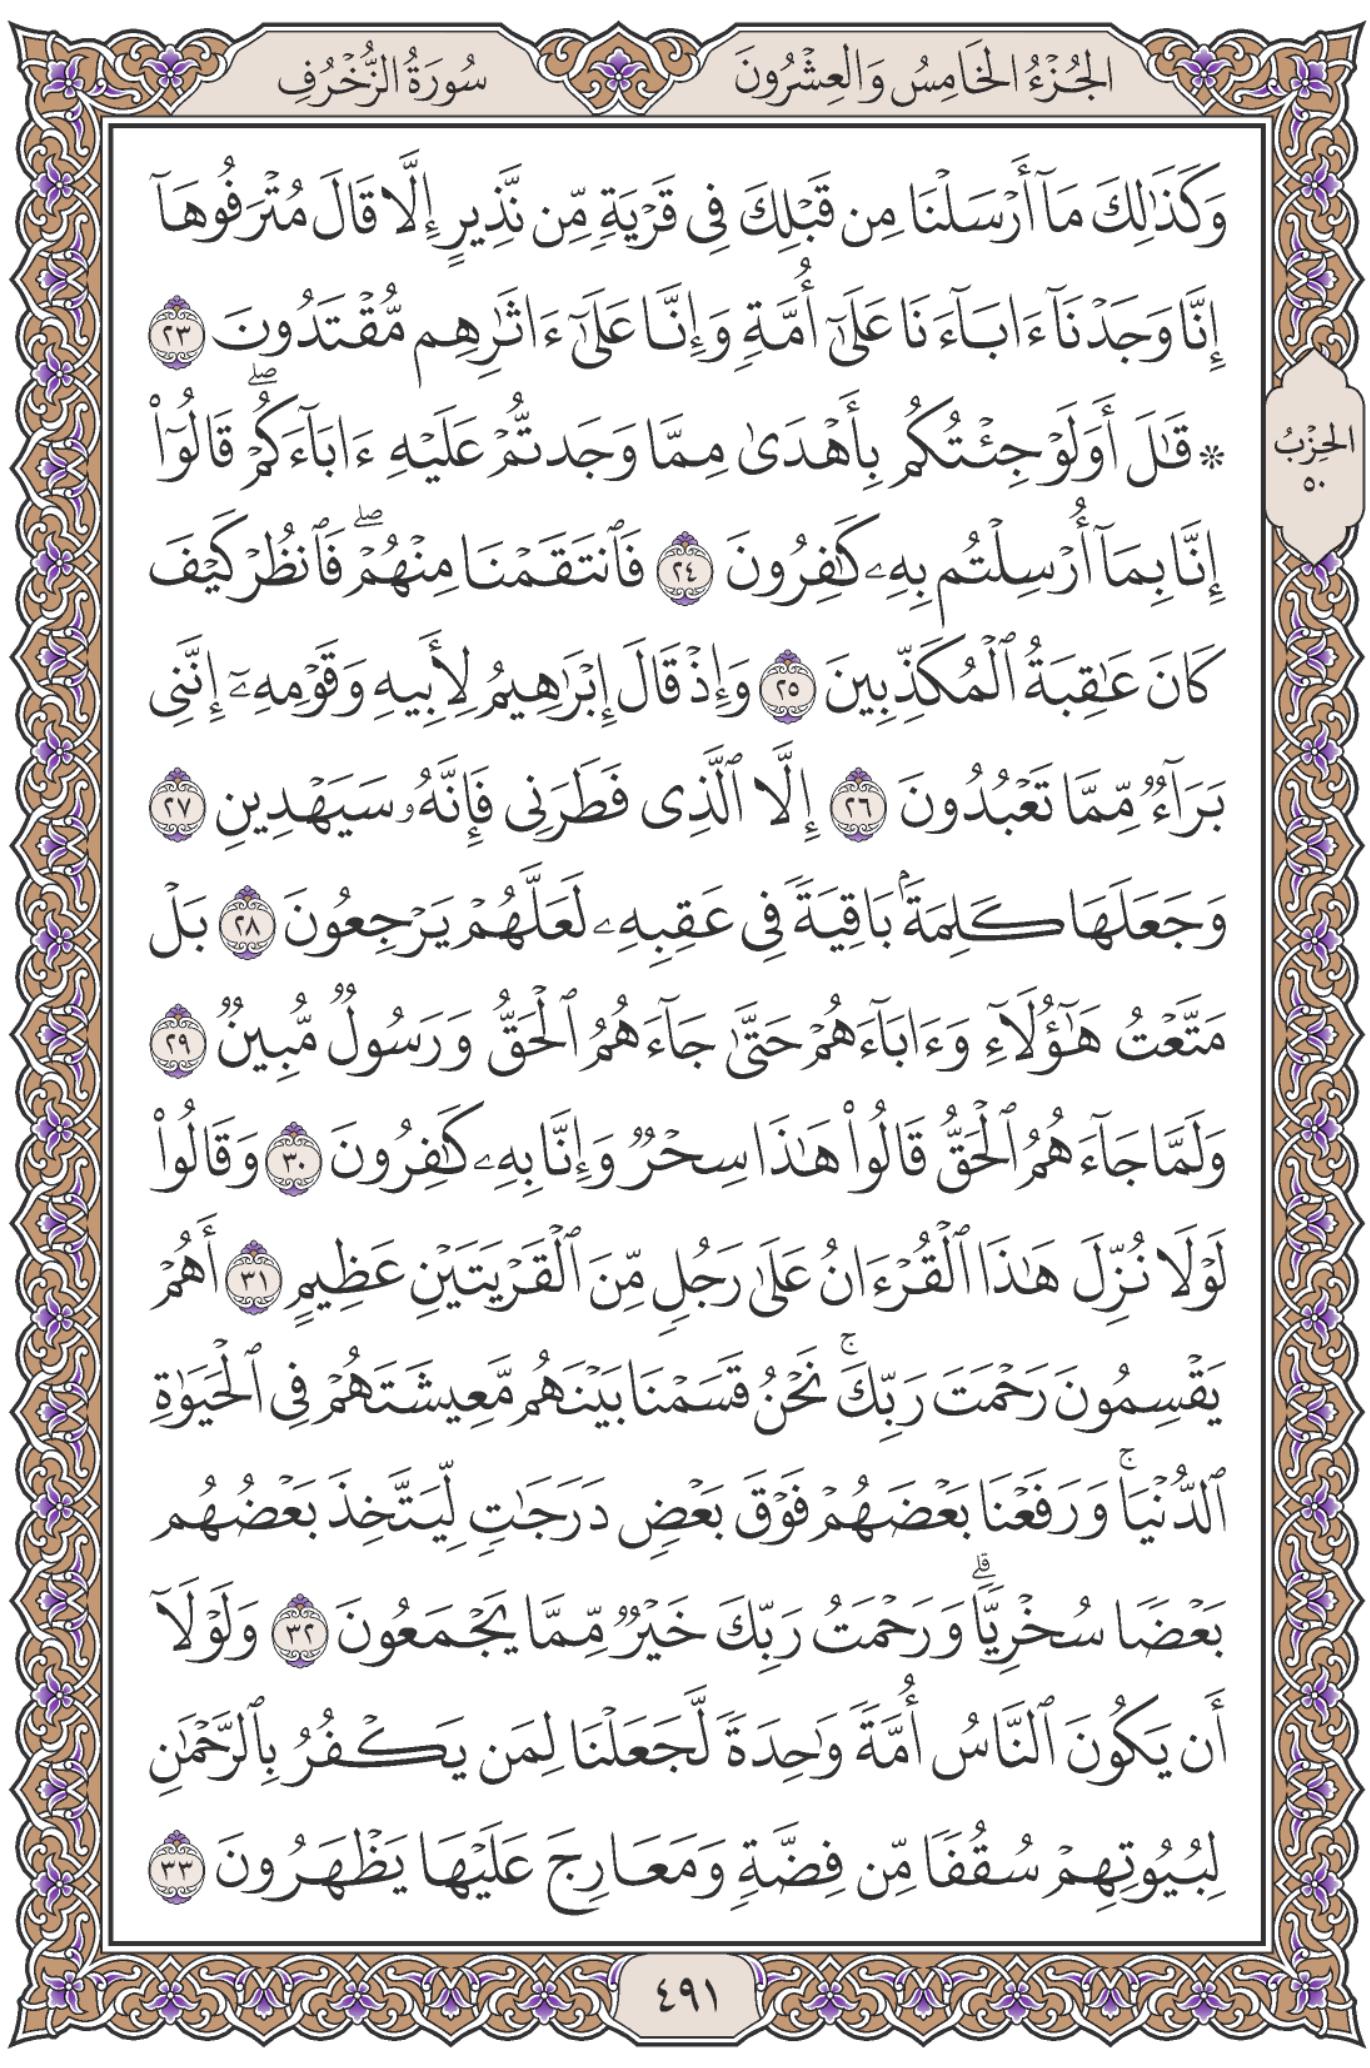 الجُزْءُ الخَامِسُ وَالعِشْرُونَ
سُورَةُ الزُّخْرُفِ
وَكَذَٰلِكَ مَآ أَرْسَلْنَا مِن قَبْلِكَ فِى قَرْيَةٍ مِّن نَّذِيرٍ إِلَّا قَالَ مُتْرَفُوهَآ
إِنَّا وَجَدْنَآ ءَابَآءَنَا عَلَىٰٓ أُمَّةٍ وَإِنَّا عَلَىٰٓ ءَاثَٰرِهِم مُّقْتَدُونَ ٢٣
۞ قَٰلَ أَوَلَوْ جِئْتُكُم بِأَهْدَىٰ مِمَّا وَجَدتُّمْ عَلَيْهِ ءَابَآءَكُمْ ۖ قَالُوٓا۟
إِنَّا بِمَآ أُرْسِلْتُم بِهِۦ كَٰفِرُونَ ٢٤ فَٱنتَقَمْنَا مِنْهُمْ ۖ فَٱنظُرْ كَيْفَ
كَانَ عَٰقِبَةُ ٱلْمُكَذِّبِينَ ٢٥ وَإِذْ قَالَ إِبْرَٰهِيمُ لِأَبِيهِ وَقَوْمِهِۦٓ إِنَّنِى
بَرَآءٌ مِّمَّا تَعْبُدُونَ ٢٦ إِلَّا ٱلَّذِى فَطَرَنِى فَإِنَّهُۥ سَيَهْدِينِ ٢٧
وَجَعَلَهَا كَلِمَةًۢ بَاقِيَةً فِى عَقِبِهِۦ لَعَلَّهُمْ يَرْجِعُونَ ٢٨ بَلْ
مَتَّعْتُ هَٰٓؤُلَآءِ وَءَابَآءَهُمْ حَتَّىٰ جَآءَهُمُ ٱلْحَقُّ وَرَسُولٌ مُّبِينٌ ٢٩
وَلَمَّا جَآءَهُمُ ٱلْحَقُّ قَالُوا۟ هَٰذَا سِحْرٌ وَإِنَّا بِهِۦ كَٰفِرُونَ ٣٠ وَقَالُوا۟
لَوْلَا نُزِّلَ هَٰذَا ٱلْقُرْءَانُ عَلَىٰ رَجُلٍ مِّنَ ٱلْقَرْيَتَيْنِ عَظِيمٍ ٣١ أَهُمْ
يَقْسِمُونَ رَحْمَتَ رَبِّكَ ۚ نَحْنُ قَسَمْنَا بَيْنَهُم مَّعِيشَتَهُمْ فِى ٱلْحَيَوٰةِ
ٱلدُّنْيَا ۚ وَرَفَعْنَا بَعْضَهُمْ فَوْقَ بَعْضٍ دَرَجَٰتٍ لِّيَتَّخِذَ بَعْضُهُم
بَعْضًا سُخْرِيًّا ۗ وَرَحْمَتُ رَبِّكَ خَيْرٌ مِّمَّا يَجْمَعُونَ ٣٢ وَلَوْلَآ
أَن يَكُونَ ٱلنَّاسُ أُمَّةً وَٰحِدَةً لَّجَعَلْنَا لِمَن يَكْفُرُ بِٱلرَّحْمَٰنِ
لِبُيُوتِهِمْ سُقُفًا مِّن فِضَّةٍ وَمَعَارِجَ عَلَيْهَا يَظْهَرُونَ ٣٣
الحِزْبُ
٥٠
٤٩١